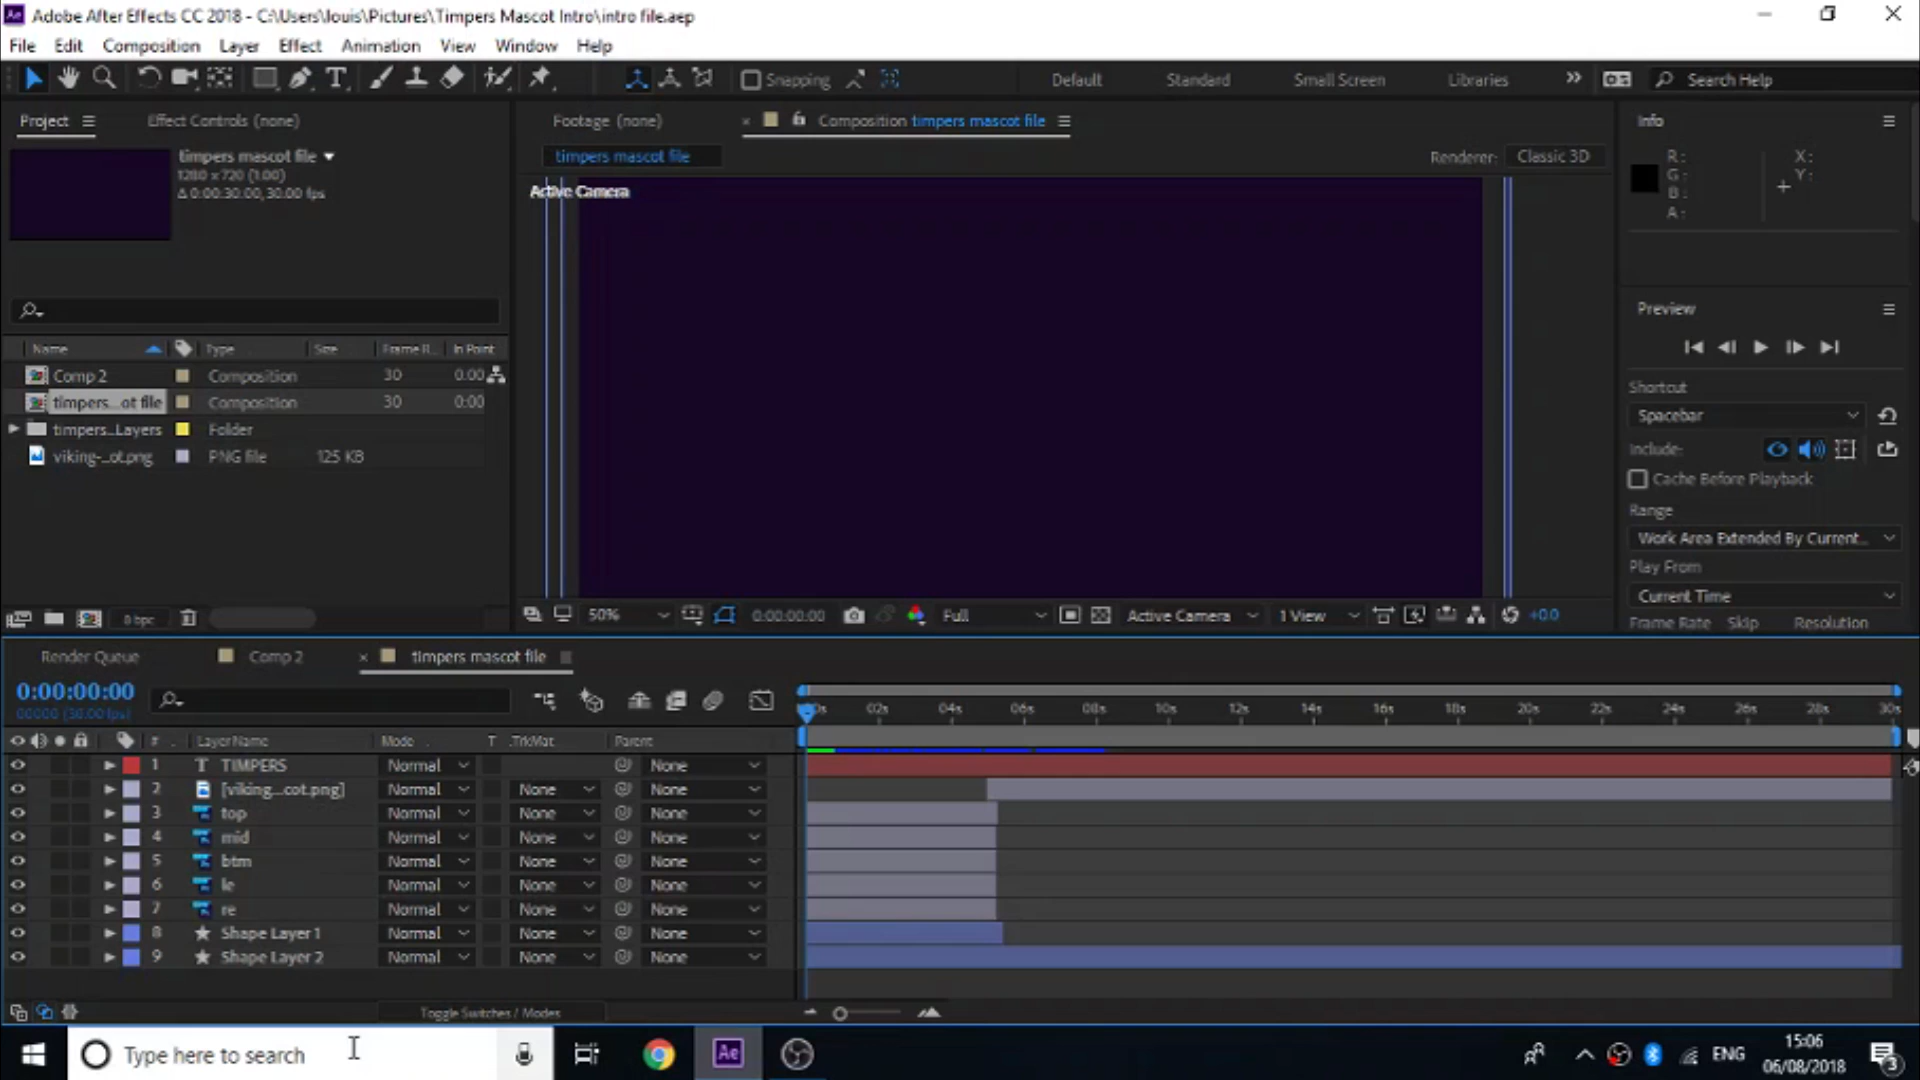 Adobe After Effects CC 2018 - C:\Users\louis\Pictures\Timpers Mascot Intro\intro file.aep
File Edit Composition Layer Effect Animation View Window Help
Snapping Default Standard Small Screen Libraries Search Help
Project Effect Controls (none)
timpers mascot file
1280 x 720 (1.00)
Δ 0:00:30:00, 30.00 fps
Name Type Size Frame R... In Point
Comp 2 Composition 30 0:00
timpers...ot file Composition 30 0:00
timpers...Layers Folder
viking-...ot.png PNG file 125 KB
8 bpc
Footage (none) Composition timpers mascot file
timpers mascot file Renderer: Classic 3D
Active Camera
50% 0:00:00:00 Full Active Camera 1 View +0.0
Info
R: X:
G: Y:
B:
A:
Preview
Shortcut
Spacebar
Include:
Cache Before Playback
Range
Work Area Extended By Current...
Play From
Current Time
Frame Rate Skip Resolution
Render Queue Comp 2 timpers mascot file
0:00:00:00
00000 (30.00 fps)
02s 04s 06s 08s 10s 12s 14s 16s 18s 20s 22s 24s 26s 28s 30s
# Layer Name Mode T .TrkMat Parent
1 TIMPERS Normal None
2 [viking...cot.png] Normal None None
3 top Normal None None
4 mid Normal None None
5 btm Normal None None
6 le Normal None None
7 re Normal None None
8 Shape Layer 1 Normal None None
9 Shape Layer 2 Normal None None
Toggle Switches / Modes
Type here to search Ae ENG 15:06
06/08/2018 3